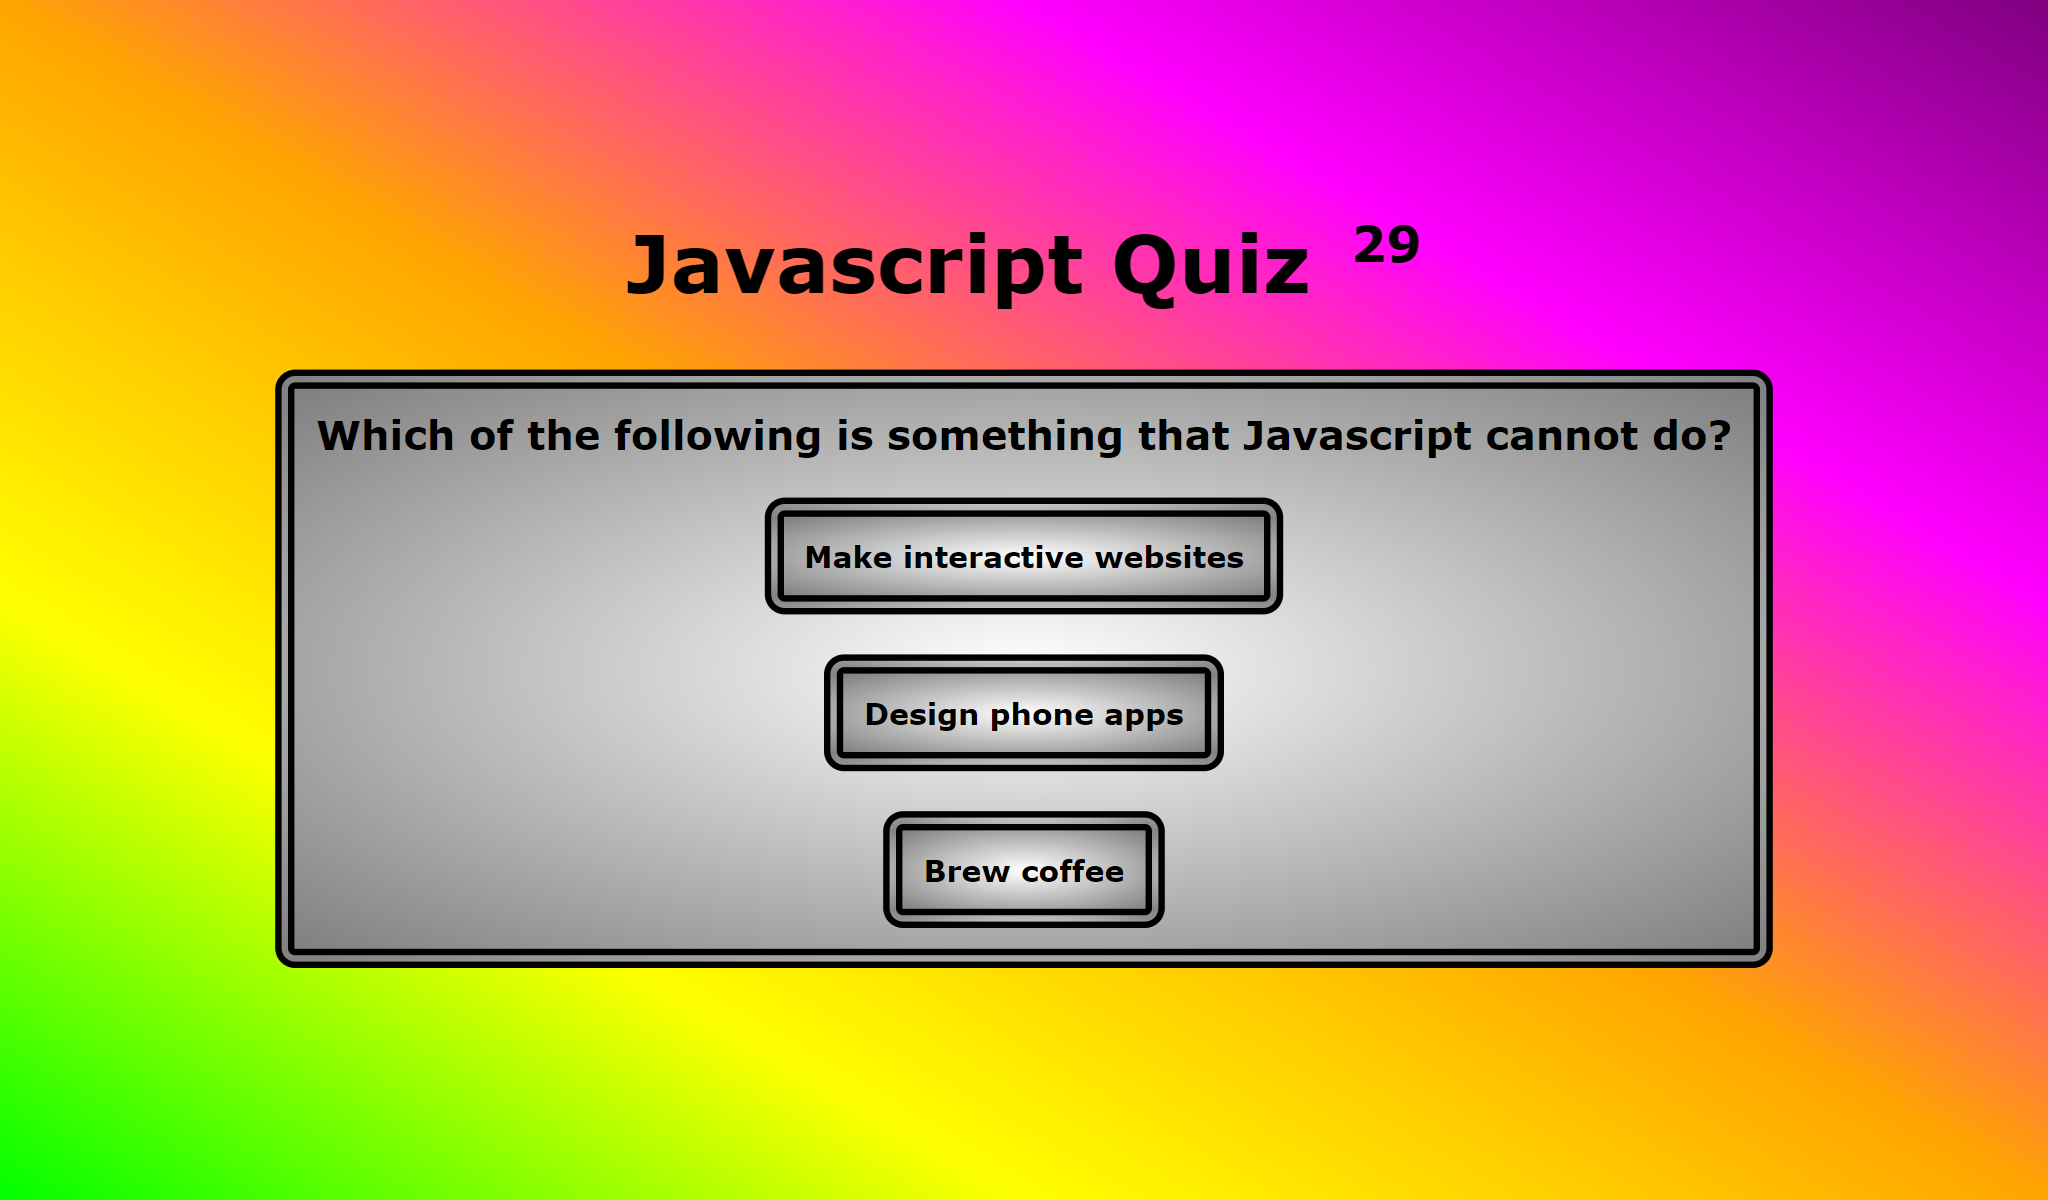 Javascript Quiz 29
Which of the following is something that Javascript cannot do?
Make interactive websites
Design phone apps
Brew coffee